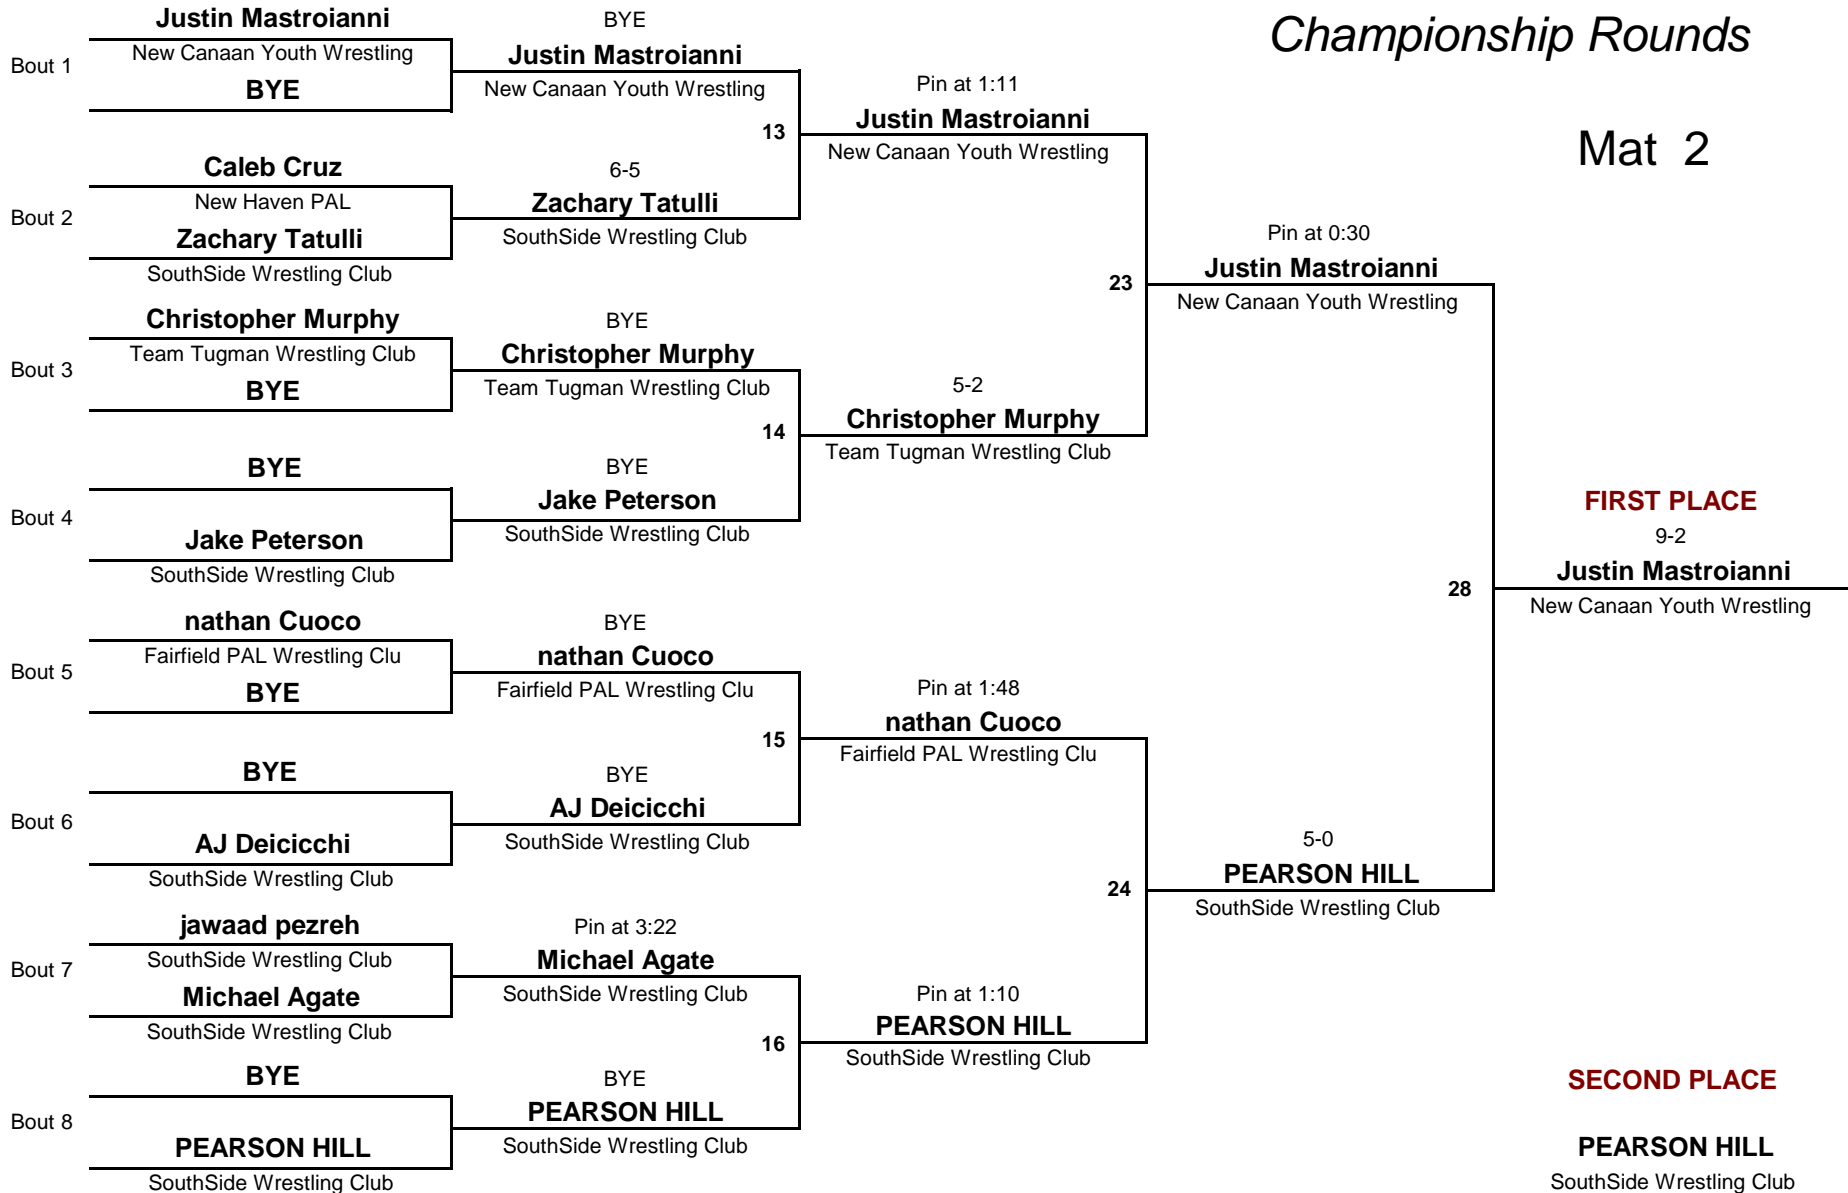 Championship Rounds
Mat 2
Bout 1
Justin Mastroianni
New Canaan Youth Wrestling
BYE
Bout 2
Caleb Cruz
New Haven PAL
Zachary Tatulli
SouthSide Wrestling Club
Bout 3
Christopher Murphy
Team Tugman Wrestling Club
BYE
Bout 4
BYE
Jake Peterson
SouthSide Wrestling Club
Bout 5
nathan Cuoco
Fairfield PAL Wrestling Clu
BYE
Bout 6
BYE
AJ Deicicchi
SouthSide Wrestling Club
Bout 7
jawaad pezreh
SouthSide Wrestling Club
Michael Agate
SouthSide Wrestling Club
Bout 8
BYE
PEARSON HILL
SouthSide Wrestling Club
BYE
Justin Mastroianni
New Canaan Youth Wrestling
13
6-5
Zachary Tatulli
SouthSide Wrestling Club
BYE
Christopher Murphy
Team Tugman Wrestling Club
14
BYE
Jake Peterson
SouthSide Wrestling Club
BYE
nathan Cuoco
Fairfield PAL Wrestling Clu
15
BYE
AJ Deicicchi
SouthSide Wrestling Club
Pin at 3:22
Michael Agate
SouthSide Wrestling Club
16
BYE
PEARSON HILL
SouthSide Wrestling Club
Pin at 1:11
Justin Mastroianni
New Canaan Youth Wrestling
23
5-2
Christopher Murphy
Team Tugman Wrestling Club
Pin at 1:48
nathan Cuoco
Fairfield PAL Wrestling Clu
24
Pin at 1:10
PEARSON HILL
SouthSide Wrestling Club
Pin at 0:30
Justin Mastroianni
New Canaan Youth Wrestling
28
5-0
PEARSON HILL
SouthSide Wrestling Club
FIRST PLACE
9-2
Justin Mastroianni
New Canaan Youth Wrestling
SECOND PLACE
PEARSON HILL
SouthSide Wrestling Club